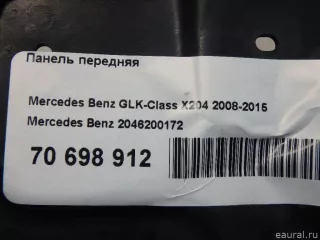 Панель передняя
Mercedes Benz GLK-Class X204 2008-2015
Mercedes Benz 2046200172
70 698 912
eaural.ru